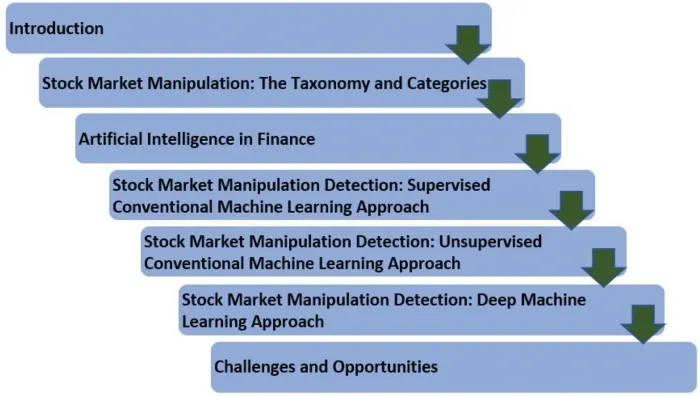 Introduction
Stock Market Manipulation: The Taxonomy and Categories
Artificial Intelligence in Finance
Stock Market Manipulation Detection: Supervised
Conventional Machine Learning Approach
Stock Market Manipulation Detection: Unsupervised
Conventional Machine Learning Approach
Stock Market Manipulation Detection: Deep Machine
Learning Approach
Challenges and Opportunities